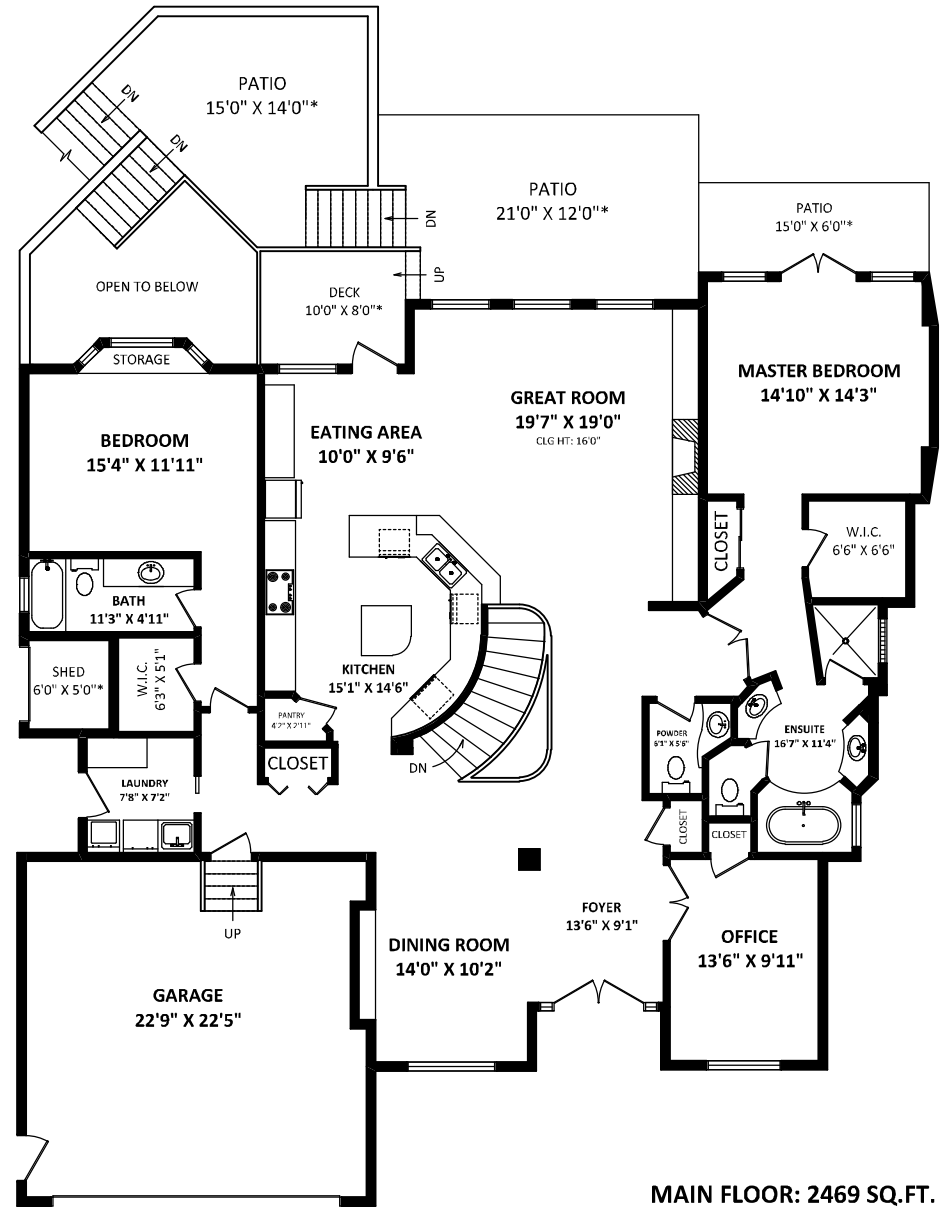 PATIO
15'0" X 14'0"*
DN
DN
PATIO
21'0" X 12'0"*
DN
PATIO
15'0" X 6'0"*
UP
OPEN TO BELOW
DECK
10'0" X 8'0"*
STORAGE
MASTER BEDROOM
14'10" X 14'3"
GREAT ROOM
19'7" X 19'0"
CLG HT: 16'0"
EATING AREA
10'0" X 9'6"
BEDROOM
15'4" X 11'11"
CLOSET
W.I.C.
6'6" X 6'6"
BATH
11'3" X 4'11"
SHED
6'0" X 5'0"*
W.I.C.
6'3" X 5'1"
KITCHEN
15'1" X 14'6"
PANTRY
4'2" X 2'11"
POWDER
6'1" X 5'6"
ENSUITE
16'7" X 11'4"
CLOSET
DN
LAUNDRY
7'8" X 7'2"
CLOSET
CLOSET
UP
FOYER
13'6" X 9'1"
DINING ROOM
14'0" X 10'2"
OFFICE
13'6" X 9'11"
GARAGE
22'9" X 22'5"
MAIN FLOOR: 2469 SQ.FT.